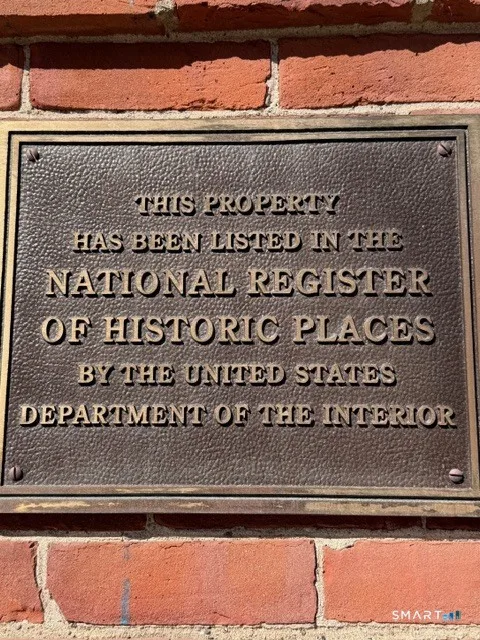 THIS PROPERTY
HAS BEEN LISTED IN THE
NATIONAL REGISTER
OF HISTORIC PLACES
BY THE UNITED STATES
DEPARTMENT OF THE INTERIOR
SMART